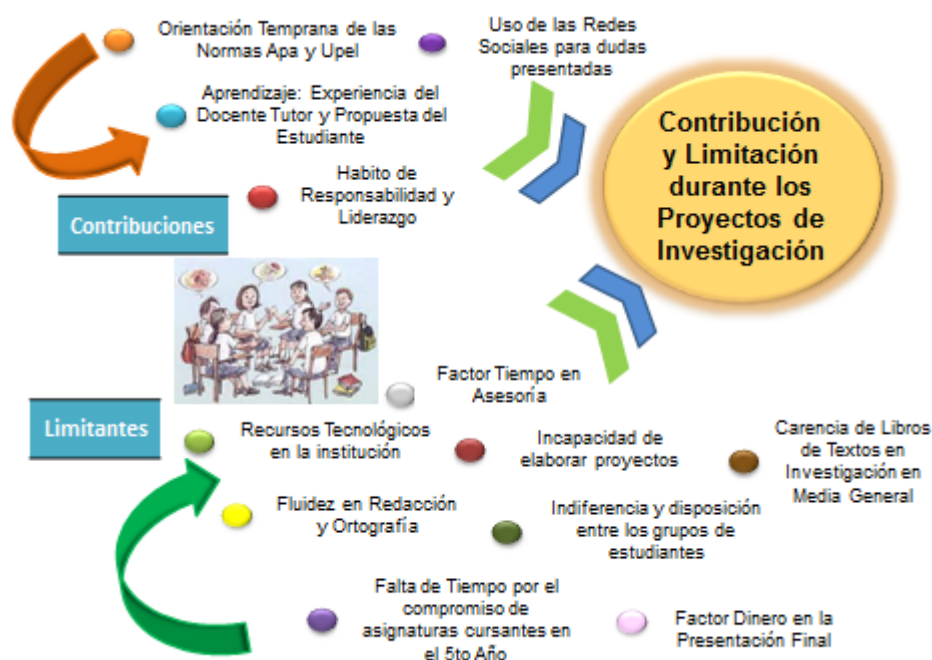 Orientación Temprana de las
Normas Apa y Upel
Uso de las Redes
Sociales para dudas
presentadas
Aprendizaje: Experiencia del
Docente Tutor y Propuesta del
Estudiante
Habito de
Responsabilidad y
Liderazgo
Contribuciones
Contribución
y Limitación
durante los
Proyectos de
Investigación
Limitantes
Factor Tiempo en
Asesoría
Recursos Tecnológicos
en la institución
Incapacidad de
elaborar proyectos
Carencia de Libros
de Textos en
Investigación en
Media General
Fluidez en Redacción
y Ortografía
Indiferencia y disposición
entre los grupos de
estudiantes
Falta de Tiempo por el
compromiso de
asignaturas cursantes en
el 5to Año
Factor Dinero en la
Presentación Final